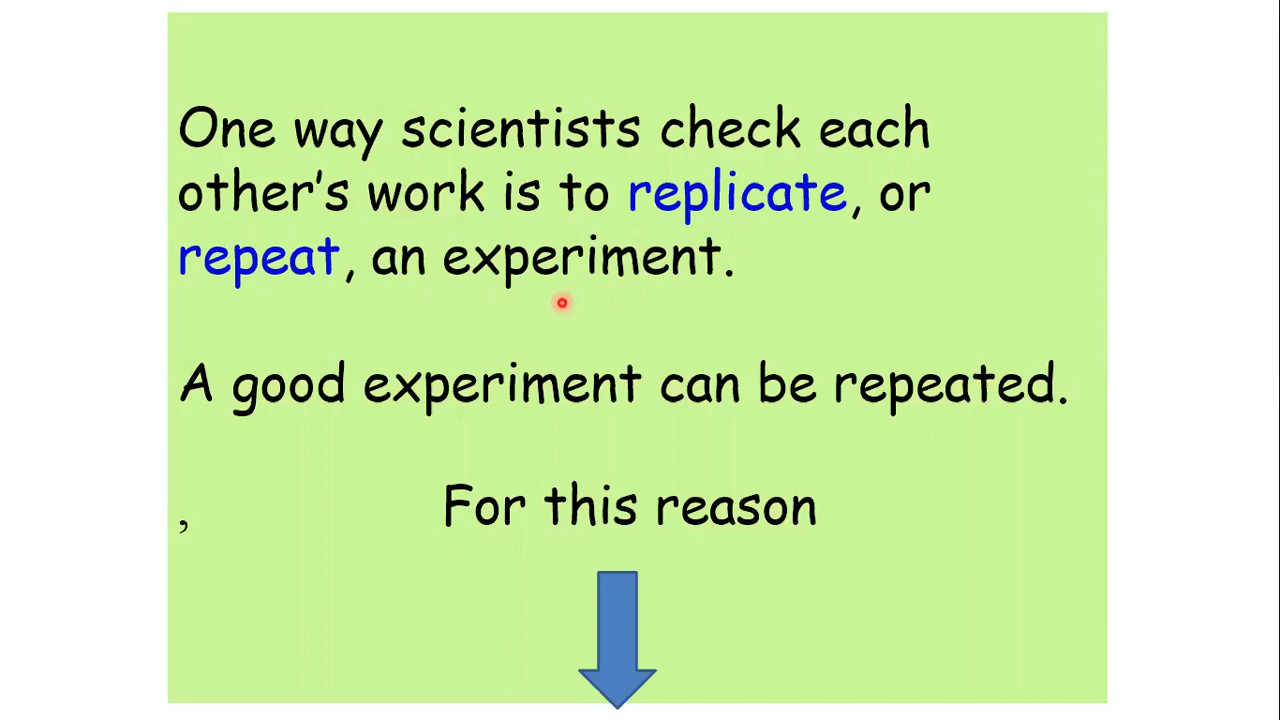 One way scientists check each
other's work is to replicate, or
repeat, an experiment.
A good experiment can be repeated.
, For this reason